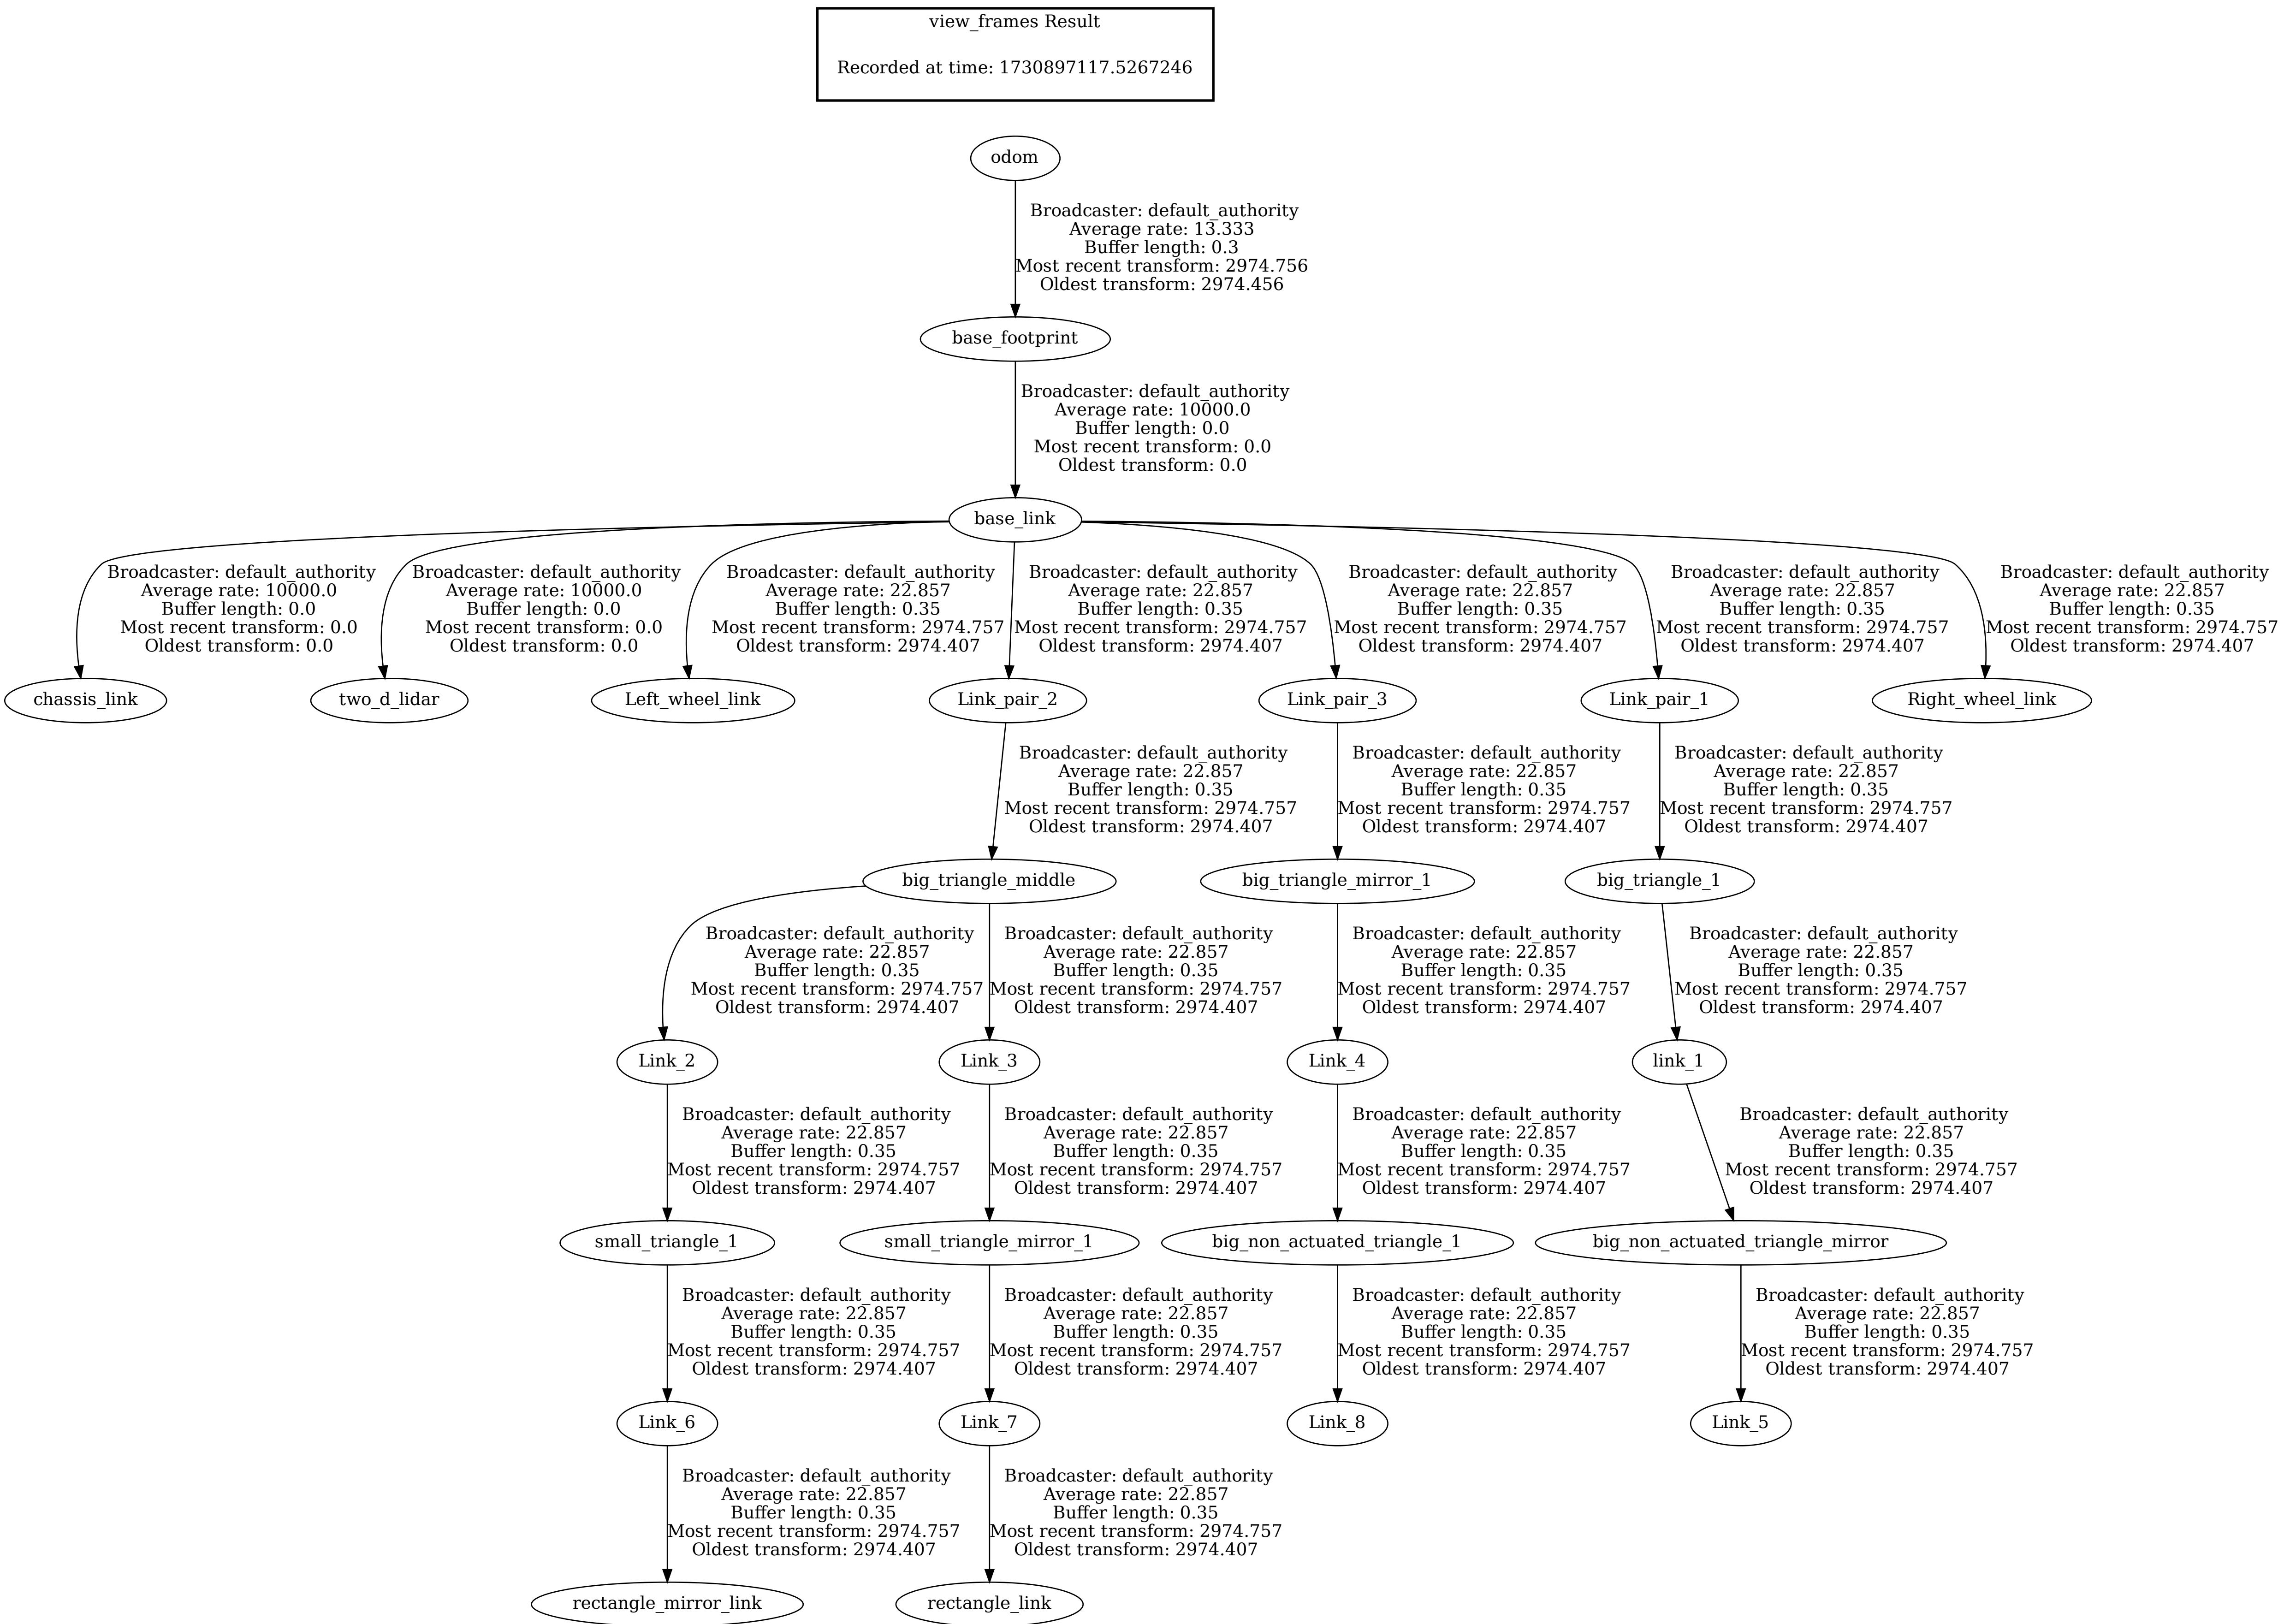 view_frames Result
Recorded at time: 1730897117.5267246
odom
Broadcaster: default_authority
Average rate: 13.333
Buffer length: 0.3
Most recent transform: 2974.756
Oldest transform: 2974.456
base_footprint
Broadcaster: default_authority
Average rate: 10000.0
Buffer length: 0.0
Most recent transform: 0.0
Oldest transform: 0.0
base_link
Broadcaster: default_authority
Average rate: 10000.0
Buffer length: 0.0
Most recent transform: 0.0
Oldest transform: 0.0
Broadcaster: default_authority
Average rate: 10000.0
Buffer length: 0.0
Most recent transform: 0.0
Oldest transform: 0.0
Broadcaster: default_authority
Average rate: 22.857
Buffer length: 0.35
Most recent transform: 2974.757
Oldest transform: 2974.407
Broadcaster: default_authority
Average rate: 22.857
Buffer length: 0.35
Most recent transform: 2974.757
Oldest transform: 2974.407
Broadcaster: default_authority
Average rate: 22.857
Buffer length: 0.35
Most recent transform: 2974.757
Oldest transform: 2974.407
Broadcaster: default_authority
Average rate: 22.857
Buffer length: 0.35
Most recent transform: 2974.757
Oldest transform: 2974.407
Broadcaster: default_authority
Average rate: 22.857
Buffer length: 0.35
Most recent transform: 2974.757
Oldest transform: 2974.407
chassis_link
two_d_lidar
Left_wheel_link
Link_pair_2
Link_pair_3
Link_pair_1
Right_wheel_link
Broadcaster: default_authority
Average rate: 22.857
Buffer length: 0.35
Most recent transform: 2974.757
Oldest transform: 2974.407
Broadcaster: default_authority
Average rate: 22.857
Buffer length: 0.35
Most recent transform: 2974.757
Oldest transform: 2974.407
Broadcaster: default_authority
Average rate: 22.857
Buffer length: 0.35
Most recent transform: 2974.757
Oldest transform: 2974.407
big_triangle_middle
big_triangle_mirror_1
big_triangle_1
Broadcaster: default_authority
Average rate: 22.857
Buffer length: 0.35
Most recent transform: 2974.757
Oldest transform: 2974.407
Broadcaster: default_authority
Average rate: 22.857
Buffer length: 0.35
Most recent transform: 2974.757
Oldest transform: 2974.407
Broadcaster: default_authority
Average rate: 22.857
Buffer length: 0.35
Most recent transform: 2974.757
Oldest transform: 2974.407
Broadcaster: default_authority
Average rate: 22.857
Buffer length: 0.35
Most recent transform: 2974.757
Oldest transform: 2974.407
Link_2
Link_3
Link_4
link_1
Broadcaster: default_authority
Average rate: 22.857
Buffer length: 0.35
Most recent transform: 2974.757
Oldest transform: 2974.407
Broadcaster: default_authority
Average rate: 22.857
Buffer length: 0.35
Most recent transform: 2974.757
Oldest transform: 2974.407
Broadcaster: default_authority
Average rate: 22.857
Buffer length: 0.35
Most recent transform: 2974.757
Oldest transform: 2974.407
Broadcaster: default_authority
Average rate: 22.857
Buffer length: 0.35
Most recent transform: 2974.757
Oldest transform: 2974.407
small_triangle_1
small_triangle_mirror_1
big_non_actuated_triangle_1
big_non_actuated_triangle_mirror
Broadcaster: default_authority
Average rate: 22.857
Buffer length: 0.35
Most recent transform: 2974.757
Oldest transform: 2974.407
Broadcaster: default_authority
Average rate: 22.857
Buffer length: 0.35
Most recent transform: 2974.757
Oldest transform: 2974.407
Broadcaster: default_authority
Average rate: 22.857
Buffer length: 0.35
Most recent transform: 2974.757
Oldest transform: 2974.407
Broadcaster: default_authority
Average rate: 22.857
Buffer length: 0.35
Most recent transform: 2974.757
Oldest transform: 2974.407
Link_6
Link_7
Link_8
Link_5
Broadcaster: default_authority
Average rate: 22.857
Buffer length: 0.35
Most recent transform: 2974.757
Oldest transform: 2974.407
Broadcaster: default_authority
Average rate: 22.857
Buffer length: 0.35
Most recent transform: 2974.757
Oldest transform: 2974.407
rectangle_mirror_link
rectangle_link